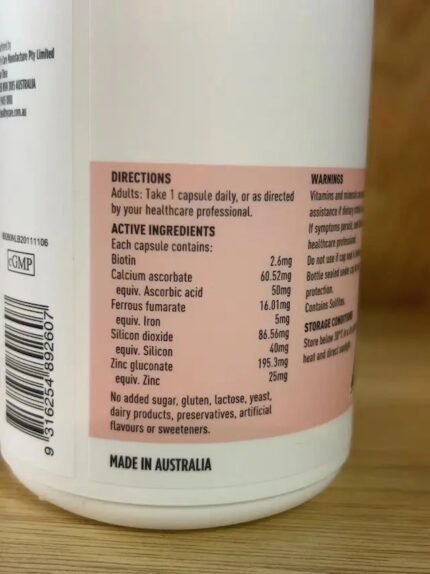 Care Manufacture Pty Limited
AUSTRALIA
cGMP
9 316254 892607
DIRECTIONS
Adults: Take 1 capsule daily, or as directed
by your healthcare professional.
ACTIVE INGREDIENTS
Each capsule contains:
Biotin 2.6mg
Calcium ascorbate 60.52mg
equiv. Ascorbic acid 50mg
Ferrous fumarate 16.01mg
equiv. Iron 5mg
Silicon dioxide 86.56mg
equiv. Silicon 40mg
Zinc gluconate 195.3mg
equiv. Zinc 25mg
No added sugar, gluten, lactose, yeast,
dairy products, preservatives, artificial
flavours or sweeteners.
MADE IN AUSTRALIA
WARNINGS
Vitamins and minerals
assistance if dietary
If symptoms persist,
healthcare professional.
Do not use if cap
Bottle sealed under cap
protection.
Contains Sulfites.
STORAGE CONDITIONS
Store below 30°C
heat and direct sunlight.